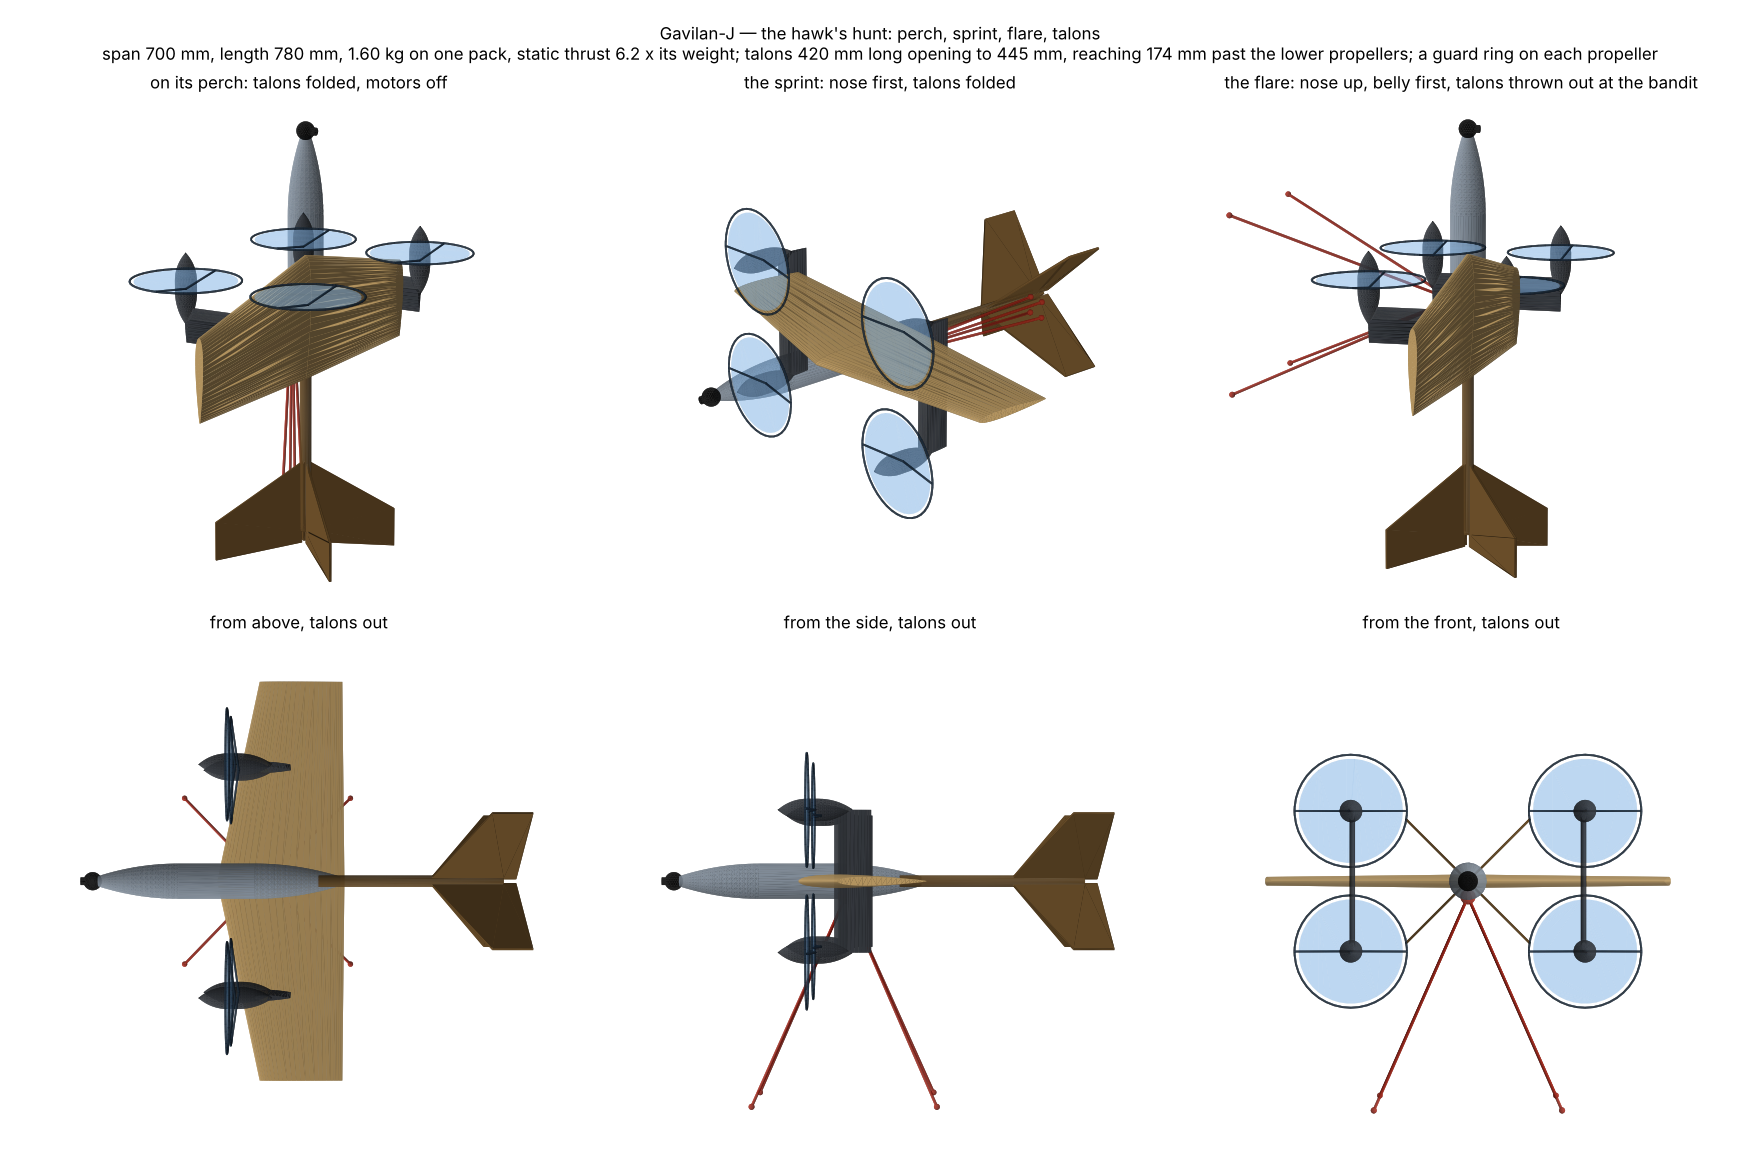 Gavilan-J — the hawk's hunt: perch, sprint, flare, talons
span 700 mm, length 780 mm, 1.60 kg on one pack, static thrust 6.2 x its weight; talons 420 mm long opening to 445 mm, reaching 174 mm past the lower propellers; a guard ring on each propeller
on its perch: talons folded, motors off
the sprint: nose first, talons folded
the flare: nose up, belly first, talons thrown out at the bandit
from above, talons out
from the side, talons out
from the front, talons out